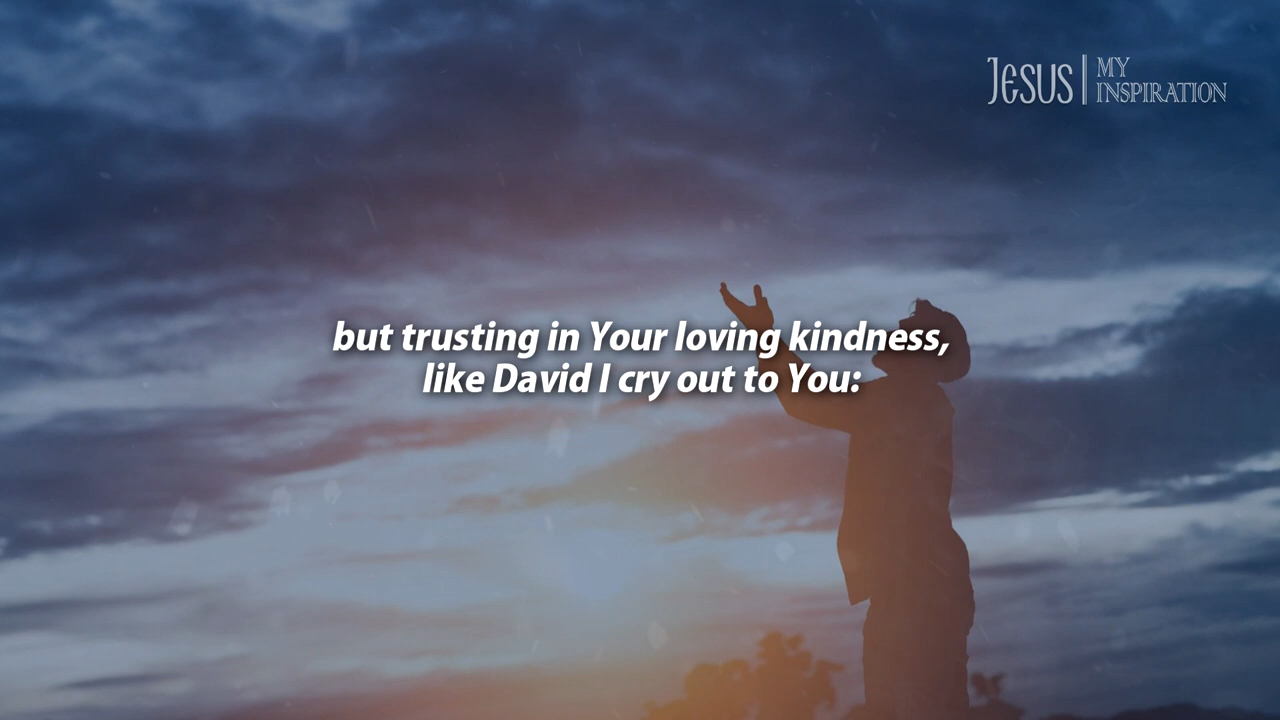 JESUS | MY
INSPIRATION
but trusting in Your loving kindness,
like David I cry out to You: